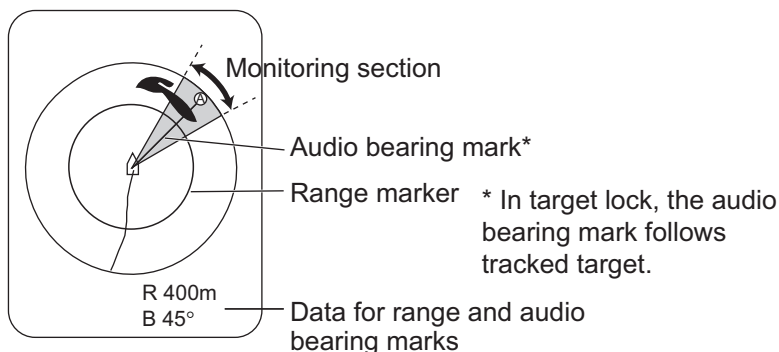 Monitoring section
A
Audio bearing mark*
Range marker
* In target lock, the audio
bearing mark follows
tracked target.
R 400m
B 45°
Data for range and audio
bearing marks